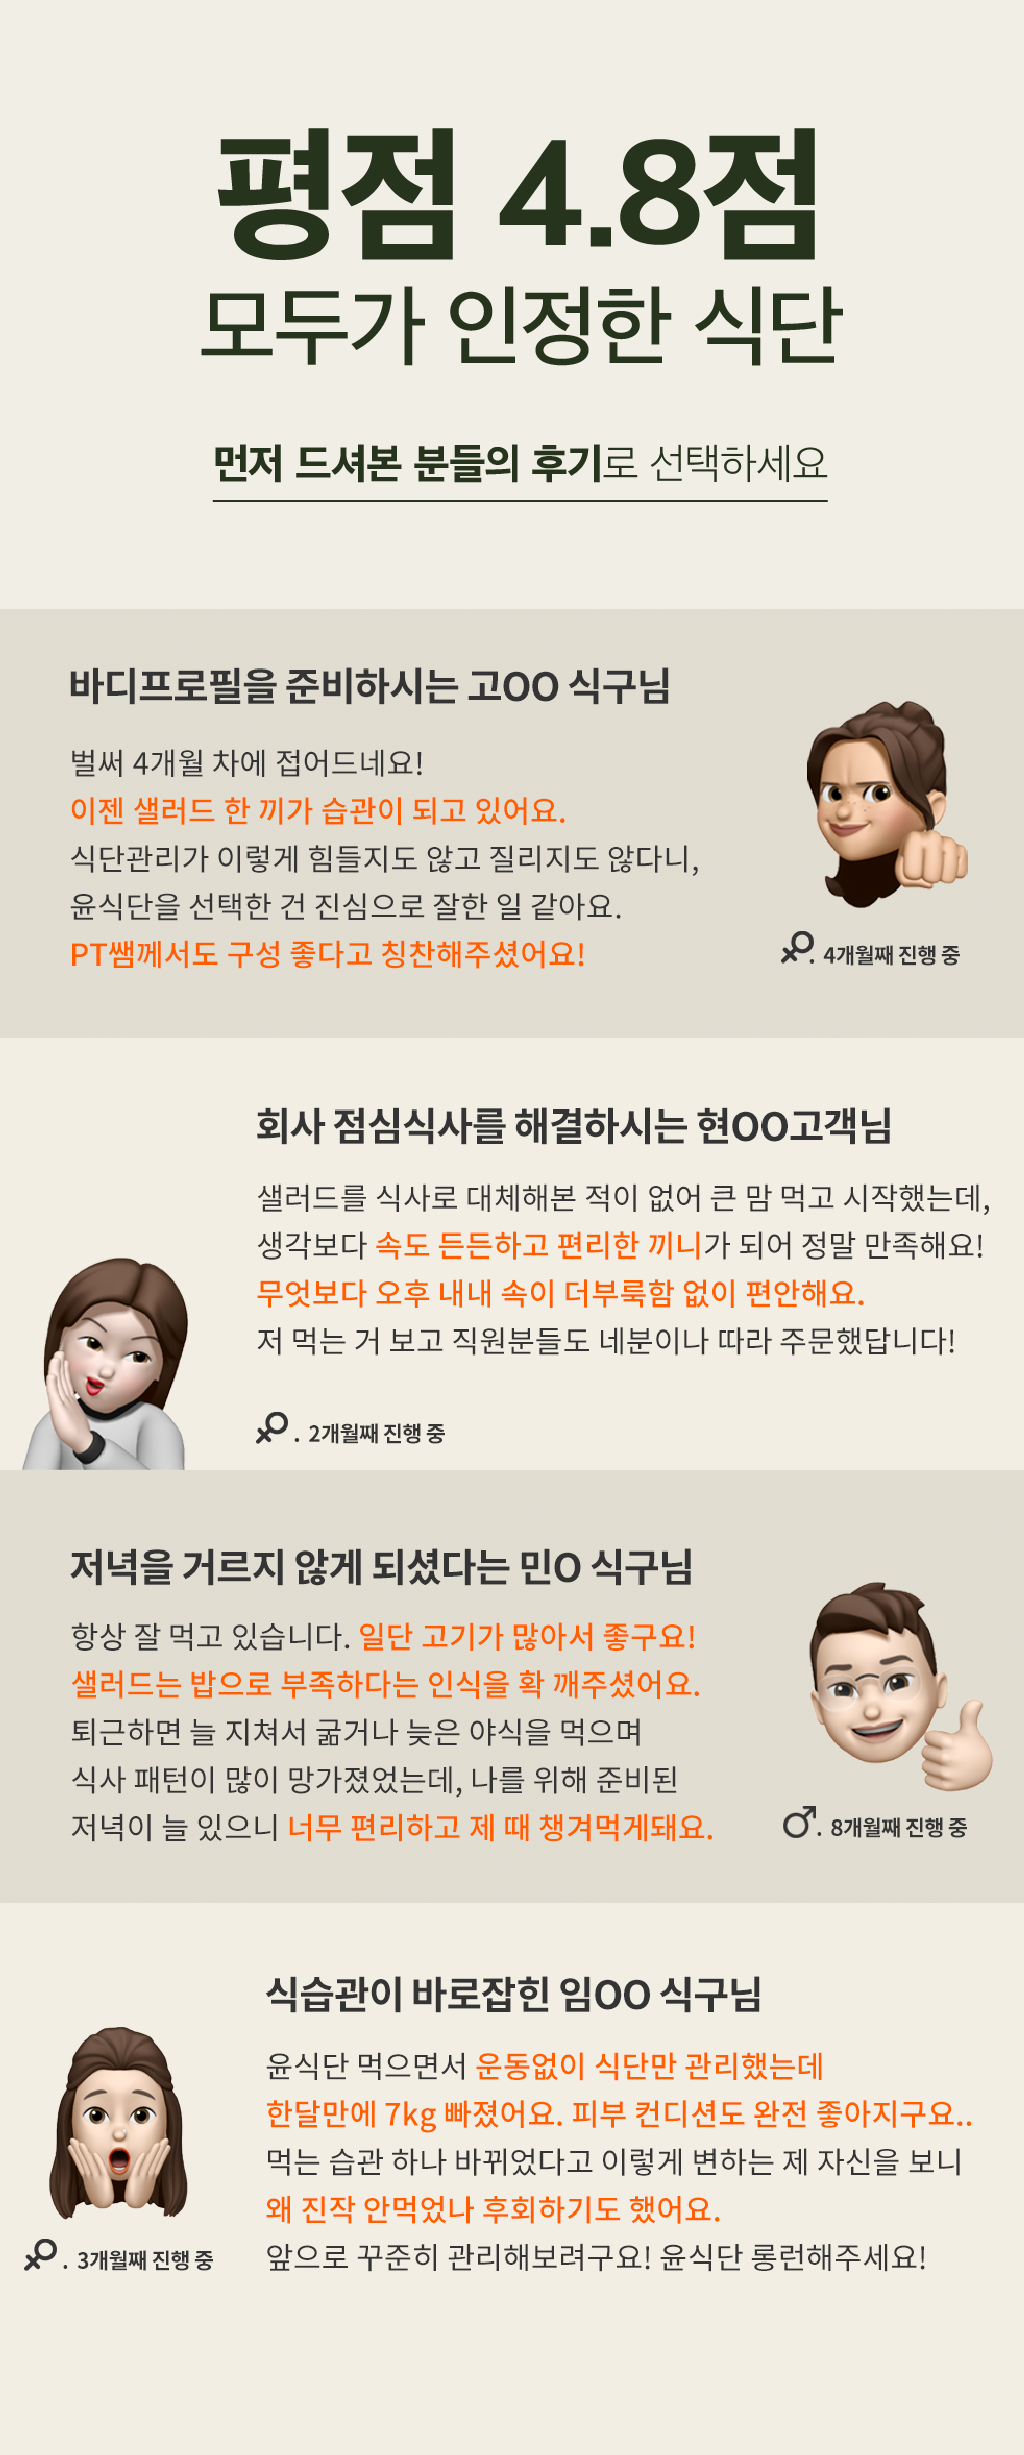 평점 4.8점
모두가 인정한 식단
먼저 드셔본 분들의 후기로 선택하세요
바디프로필을 준비하시는 고OO 식구님
벌써 4개월 차에 접어드네요!
이젠 샐러드 한 끼가 습관이 되고 있어요.
식단관리가 이렇게 힘들지도 않고 질리지도 않다니,
윤식단을 선택한 건 진심으로 잘한 일 같아요.
PT쌤께서도 구성 좋다고 칭찬해주셨어요!
♀. 4개월째 진행 중
회사 점심식사를 해결하시는 현OO고객님
샐러드를 식사로 대체해본 적이 없어 큰 맘 먹고 시작했는데,
생각보다 속도 든든하고 편리한 끼니가 되어 정말 만족해요!
무엇보다 오후 내내 속이 더부룩함 없이 편안해요.
저 먹는 거 보고 직원분들도 네분이나 따라 주문했답니다!
♀. 2개월째 진행 중
저녁을 거르지 않게 되셨다는 민O 식구님
항상 잘 먹고 있습니다. 일단 고기가 많아서 좋구요!
샐러드는 밥으로 부족하다는 인식을 확 깨주셨어요.
퇴근하면 늘 지쳐서 굶거나 늦은 야식을 먹으며
식사 패턴이 많이 망가졌었는데, 나를 위해 준비된
저녁이 늘 있으니 너무 편리하고 제 때 챙겨먹게돼요.
♂. 8개월째 진행 중
식습관이 바로잡힌 임OO 식구님
윤식단 먹으면서 운동없이 식단만 관리했는데
한달만에 7kg 빠졌어요. 피부 컨디션도 완전 좋아지구요..
먹는 습관 하나 바뀌었다고 이렇게 변하는 제 자신을 보니
왜 진작 안먹었나 후회하기도 했어요.
앞으로 꾸준히 관리해보려구요! 윤식단 롱런해주세요!
♀. 3개월째 진행 중